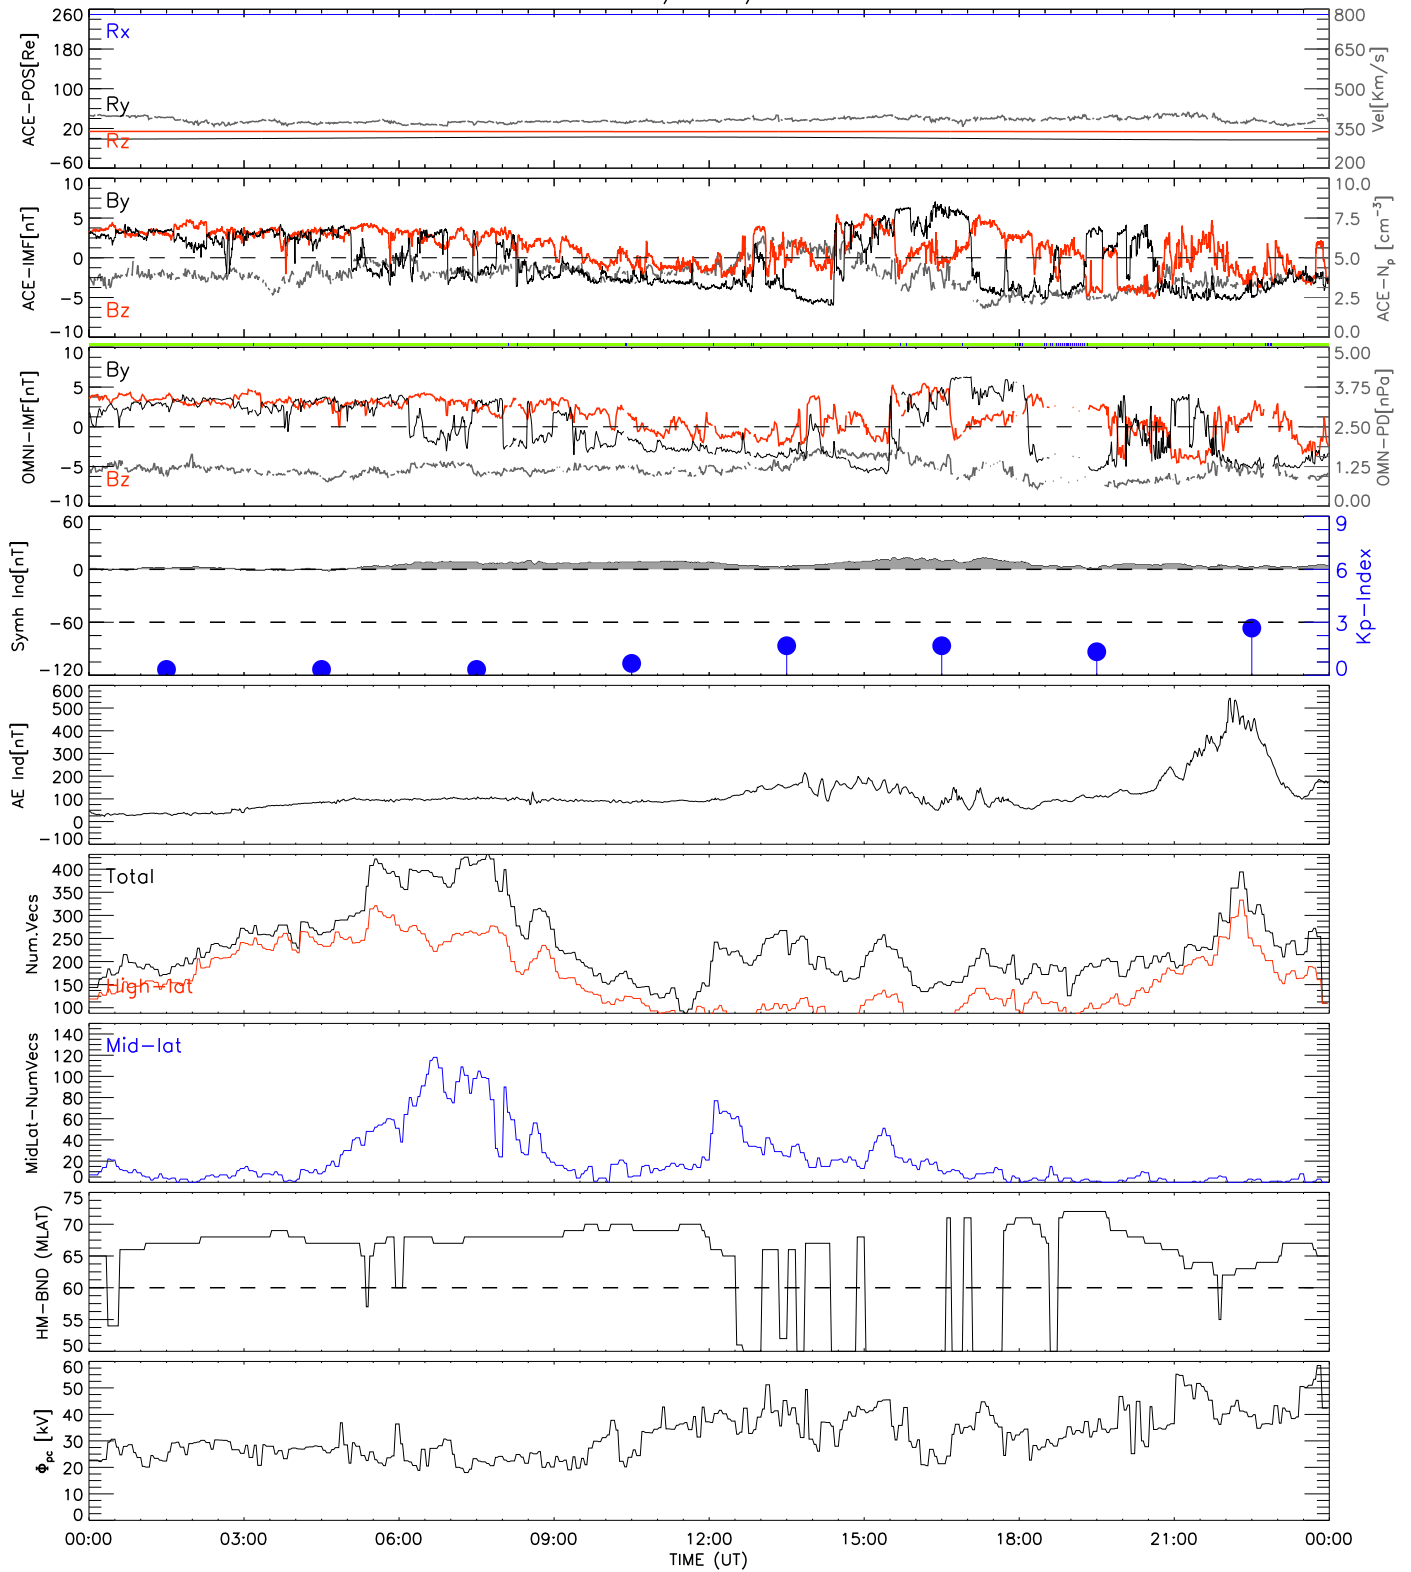 260
180
100
20
−60
ACE−POS[Re]
Rx
Ry
Rz
800
650
500
350
200
Vel[Km/s]
10
5
0
−5
−10
ACE−IMF[nT]
By
Bz
10.0
7.5
5.0
2.5
0.0
ACE−Np [cm−3]
10
5
0
−5
−10
OMNI−IMF[nT]
By
Bz
5.00
3.75
2.50
1.25
0.00
OMN−PD[nPa]
60
0
−60
−120
Symh Ind[nT]
9
6
3
0
Kp−Index
600
500
400
300
200
100
0
−100
AE Ind[nT]
400
350
300
250
200
150
100
Num.Vecs
Total
High−lat
140
120
100
80
60
40
20
0
MidLat−NumVecs
Mid−lat
75
70
65
60
55
50
HM−BND (MLAT)
60
50
40
30
20
10
0
Φpc [kV]
00:00 03:00 06:00 09:00 12:00 15:00 18:00 21:00 00:00
TIME (UT)